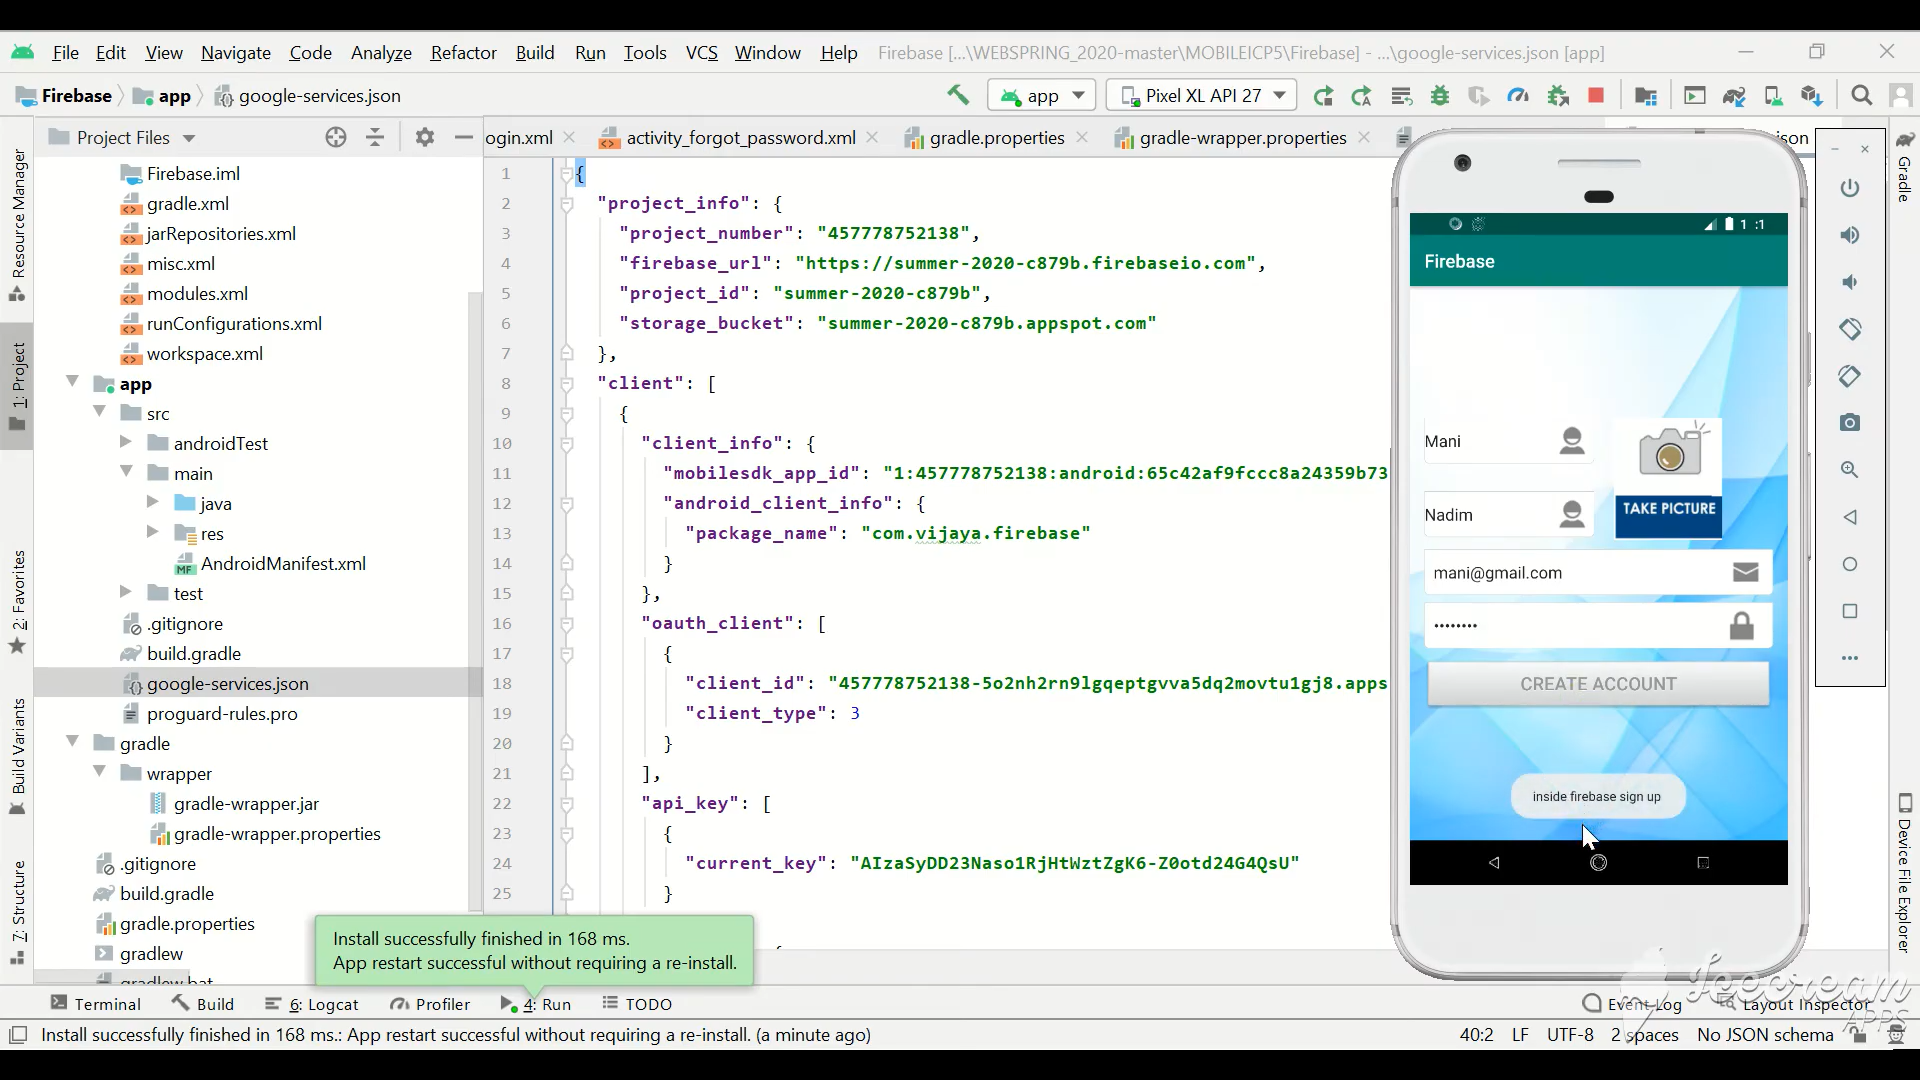 File Edit View Navigate Code Analyze Refactor Build Run Tools VCS Window Help Firebase [...\WEBSPRING_2020-master\MOBILEICP5\Firebase] - ...\google-services.json [app]
Firebase app google-services.json app Pixel XL API 27
Project Files
ogin.xml activity_forgot_password.xml gradle.properties gradle-wrapper.properties json
Resource Manager
1: Project
2: Favorites
Build Variants
7: Structure
Firebase.iml
gradle.xml
jarRepositories.xml
misc.xml
modules.xml
runConfigurations.xml
workspace.xml
app
src
androidTest
main
java
res
AndroidManifest.xml
test
.gitignore
build.gradle
google-services.json
proguard-rules.pro
gradle
wrapper
gradle-wrapper.jar
gradle-wrapper.properties
.gitignore
build.gradle
gradle.properties
gradlew
gradlew.bat
1 {
2 "project_info": {
3 "project_number": "457778752138",
4 "firebase_url": "https://summer-2020-c879b.firebaseio.com",
5 "project_id": "summer-2020-c879b",
6 "storage_bucket": "summer-2020-c879b.appspot.com"
7 },
8 "client": [
9 {
10 "client_info": {
11 "mobilesdk_app_id": "1:457778752138:android:65c42af9fccc8a24359b73
12 "android_client_info": {
13 "package_name": "com.vijaya.firebase"
14 }
15 },
16 "oauth_client": [
17 {
18 "client_id": "457778752138-5o2nh2rn9lgqeptgvva5dq2movtu1gj8.apps
19 "client_type": 3
20 }
21 ],
22 "api_key": [
23 {
24 "current_key": "AIzaSyDD23Naso1RjHtWztZgK6-Z0otd24G4QsU"
25 }
1 :1
Firebase
Mani
Nadim
TAKE PICTURE
mani@gmail.com
••••••••
CREATE ACCOUNT
inside firebase sign up
Gradle
Device File Explorer
Install successfully finished in 168 ms.
App restart successful without requiring a re-install.
Terminal Build 6: Logcat Profiler 4: Run TODO Event Log Layout Inspector
Icecream
APPS
Install successfully finished in 168 ms.: App restart successful without requiring a re-install. (a minute ago) 40:2 LF UTF-8 2 spaces No JSON schema